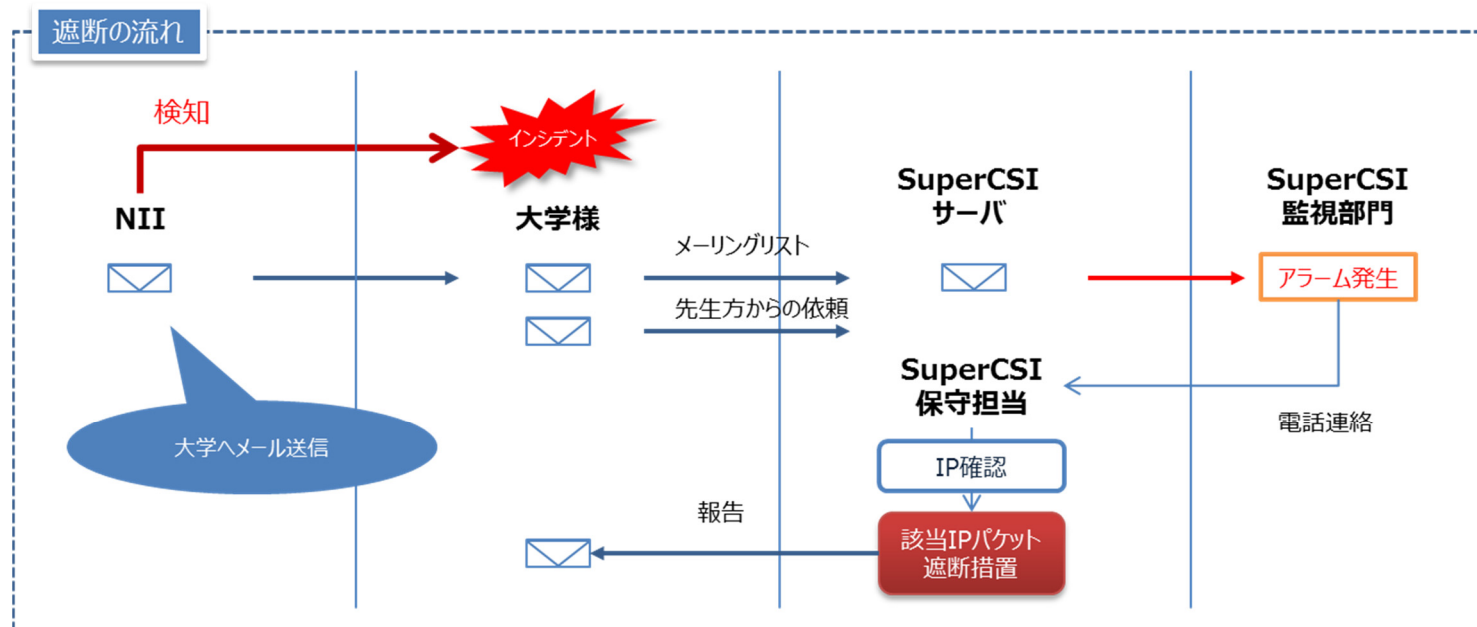 遮断の流れ
検知
インシデント
NII
大学様
SuperCSI
サーバ
SuperCSI
監視部門
メーリングリスト
アラーム発生
先生方からの依頼
SuperCSI
保守担当
電話連絡
大学へメール送信
IP確認
報告
該当IPパケット
遮断措置